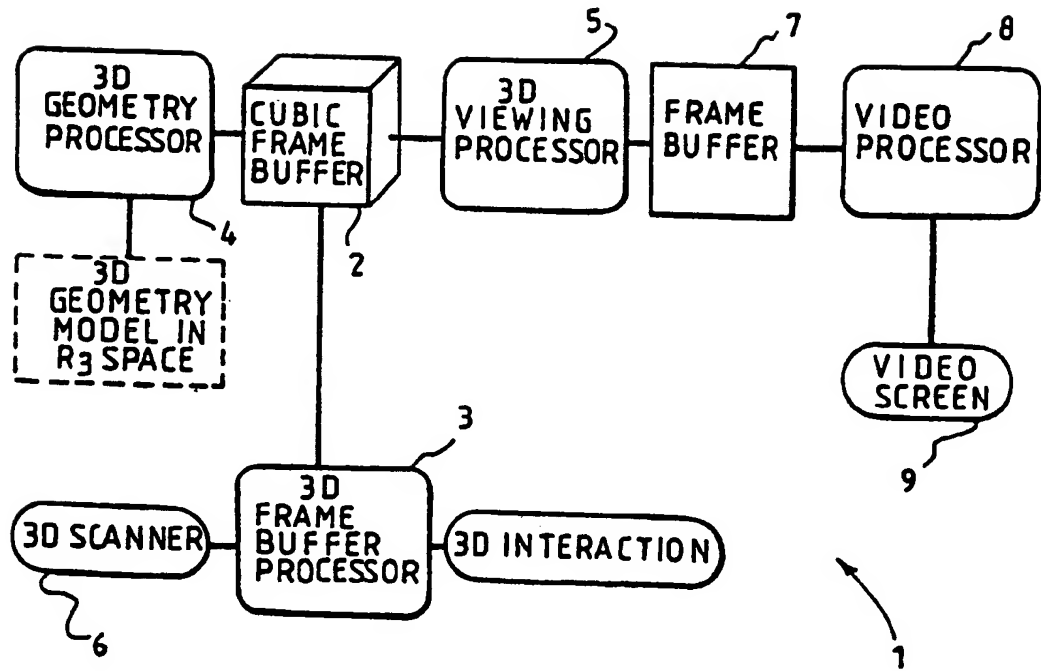 5
7
8
3D
GEOMETRY
PROCESSOR
CUBIC
FRAME
BUFFER
3D
VIEWING
PROCESSOR
FRAME
BUFFER
VIDEO
PROCESSOR
4
2
3D
GEOMETRY
MODEL IN
R3 SPACE
VIDEO
SCREEN
9
3
3D SCANNER
3D
FRAME
BUFFER
PROCESSOR
3D INTERACTION
6
1